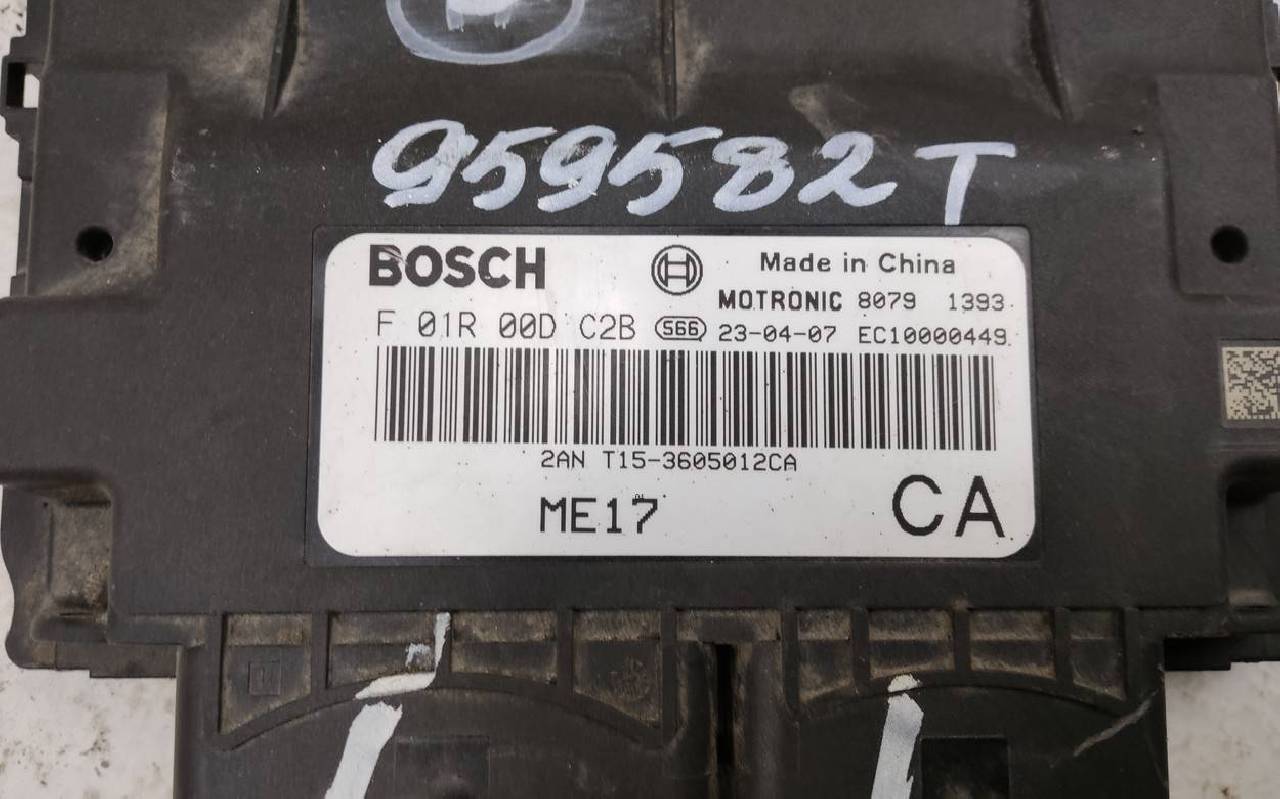 959582T
BOSCH
Made in China
MOTRONIC 8079 1393
F 01R 00D C2B 566 23-04-07 EC10000449
2AN T15-3605012CA
ME17
CA